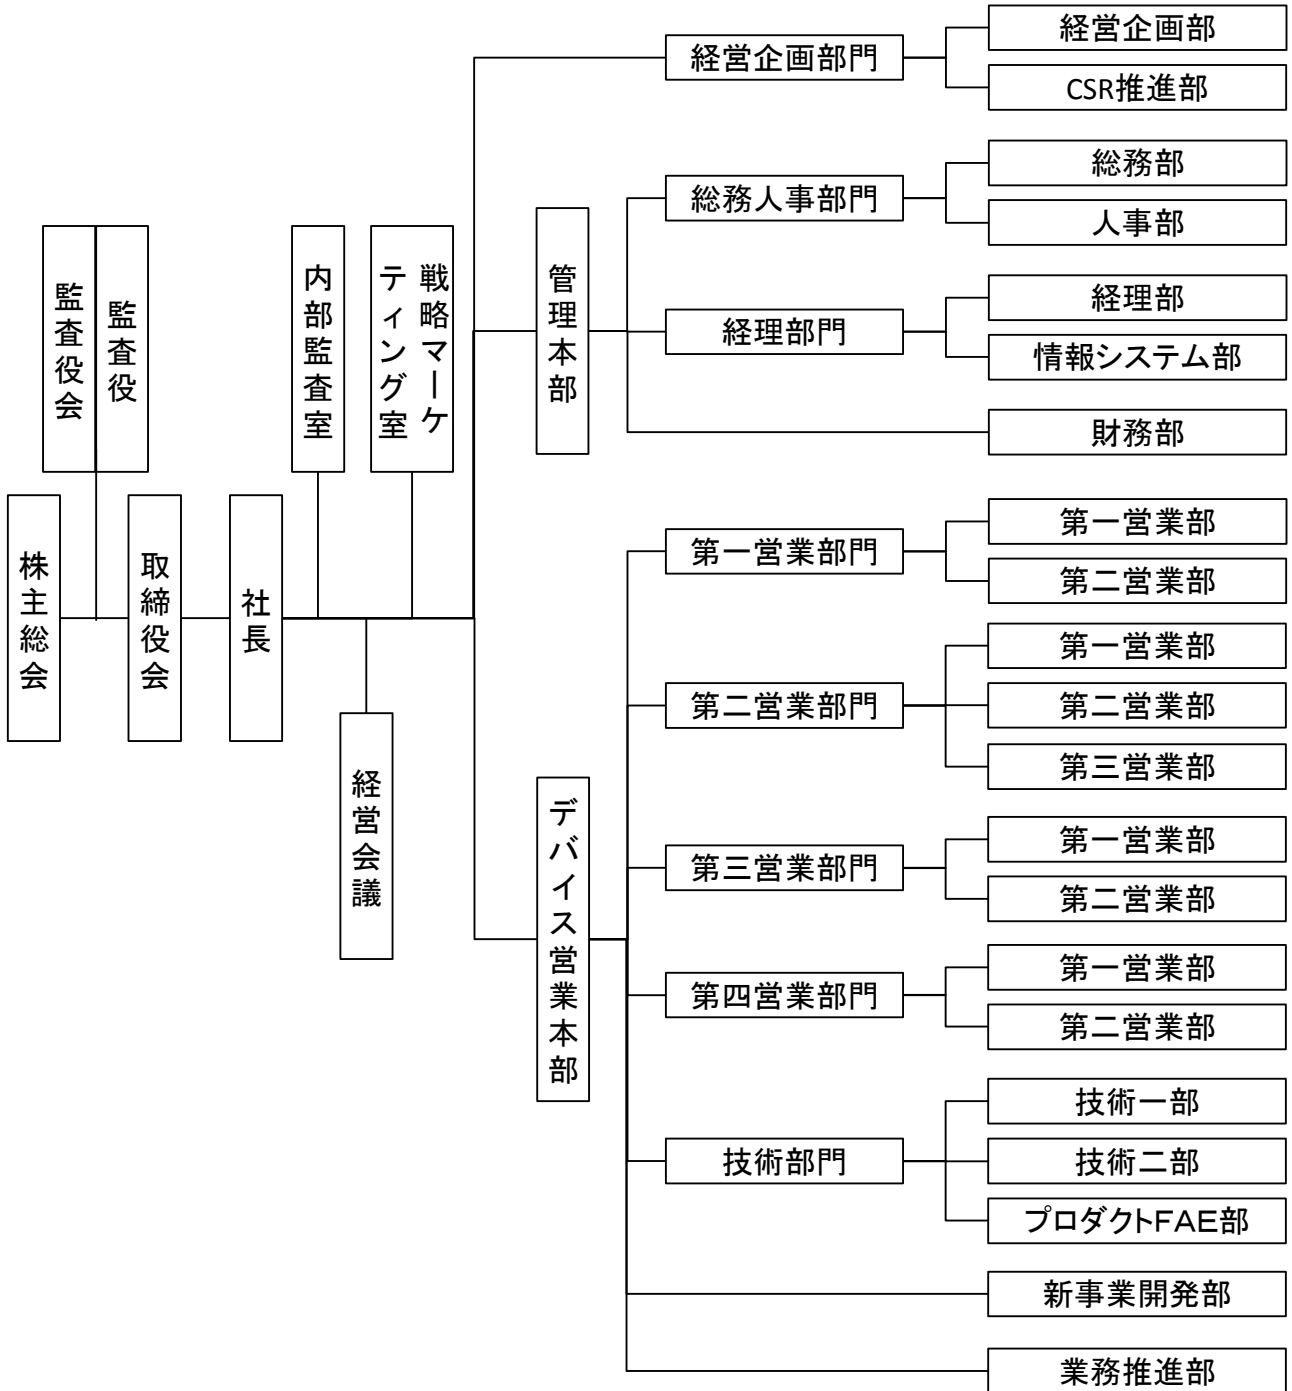 株主総会
監査役会
監査役
取締役会
社長
内部監査室
戦略マーケ
ティング室
経営会議
経営企画部門
経営企画部
CSR推進部
管理本部
総務人事部門
総務部
人事部
経理部門
経理部
情報システム部
財務部
デバイス営業本部
第一営業部門
第一営業部
第二営業部
第二営業部門
第一営業部
第二営業部
第三営業部
第三営業部門
第一営業部
第二営業部
第四営業部門
第一営業部
第二営業部
技術部門
技術一部
技術二部
プロダクトFAE部
新事業開発部
業務推進部